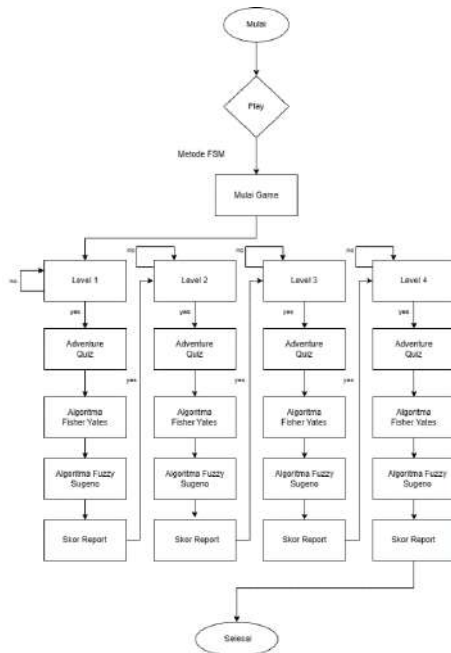 Mulai
Play
Metode FSM
Mulai Game
no
Level 1
no
Level 2
no
Level 3
no
Level 4
yes
yes
yes
yes
Adventure
Quiz
Adventure
Quiz
Adventure
Quiz
Adventure
Quiz
yes
yes
yes
Algoritma
Fisher Yates
Algoritma
Fisher Yates
Algoritma
Fisher Yates
Algoritma
Fisher Yates
Algoritma Fuzzy
Sugeno
Algoritma Fuzzy
Sugeno
Algoritma Fuzzy
Sugeno
Algoritma Fuzzy
Sugeno
Skor Report
Skor Report
Skor Report
Skor Report
Selesai